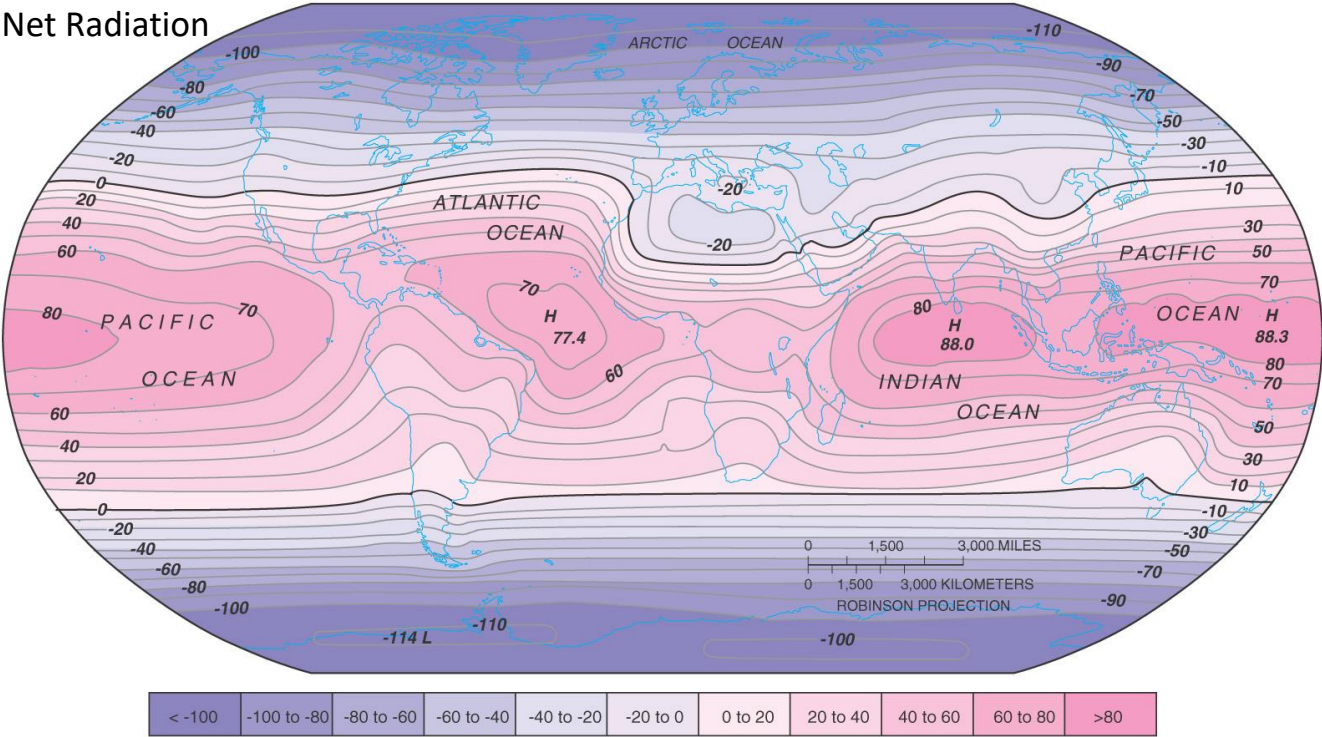 Net Radiation
-110
ARCTIC OCEAN
-100
-90
-80
-70
-60
-50
-40
-30
-20
-10
-20
0
10
20
ATLANTIC
40
OCEAN
30
-20
60
PACIFIC
50
70
70
80
PACIFIC
70
H
77.4
80
H
88.0
OCEAN
H
88.3
60
80
OCEAN
INDIAN
70
OCEAN
60
50
40
30
20
10
0
-10
-20
-30
-40
0 1,500 3,000 MILES
-50
-60
-70
0 1,500 3,000 KILOMETERS
-80
-90
-100
ROBINSON PROJECTION
-110
-114 L
-100
< -100 -100 to -80 -80 to -60 -60 to -40 -40 to -20 -20 to 0 0 to 20 20 to 40 40 to 60 60 to 80 >80